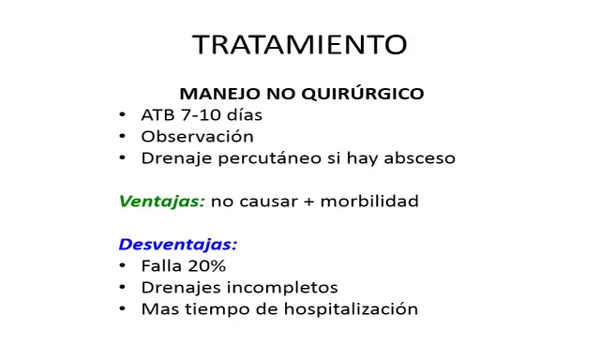 TRATAMIENTO
MANEJO NO QUIRÚRGICO
• ATB 7-10 días
• Observación
• Drenaje percutáneo si hay absceso
Ventajas: no causar + morbilidad
Desventajas:
• Falla 20%
• Drenajes incompletos
• Mas tiempo de hospitalización